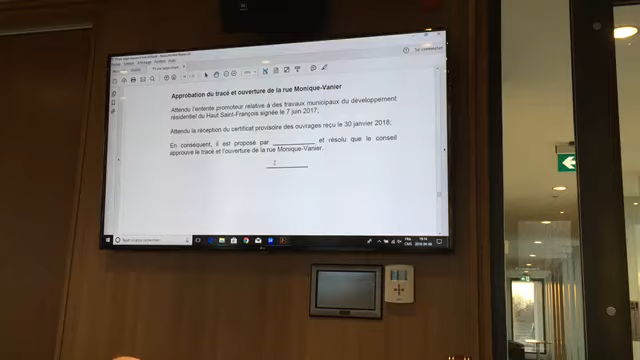 Approbation du tracé et ouverture de la rue Monique-Vanier
Attendu l'entente promoteur relative à des travaux municipaux du développement
résidentiel du Haut Saint-François signée le 7 juin 2017;
Attendu la réception du certificat provisoire des ouvrages reçu le 30 janvier 2018;
En conséquent, il est proposé par ____________ et résolu que le conseil
approuve le tracé et l'ouverture de la rue Monique-Vanier.